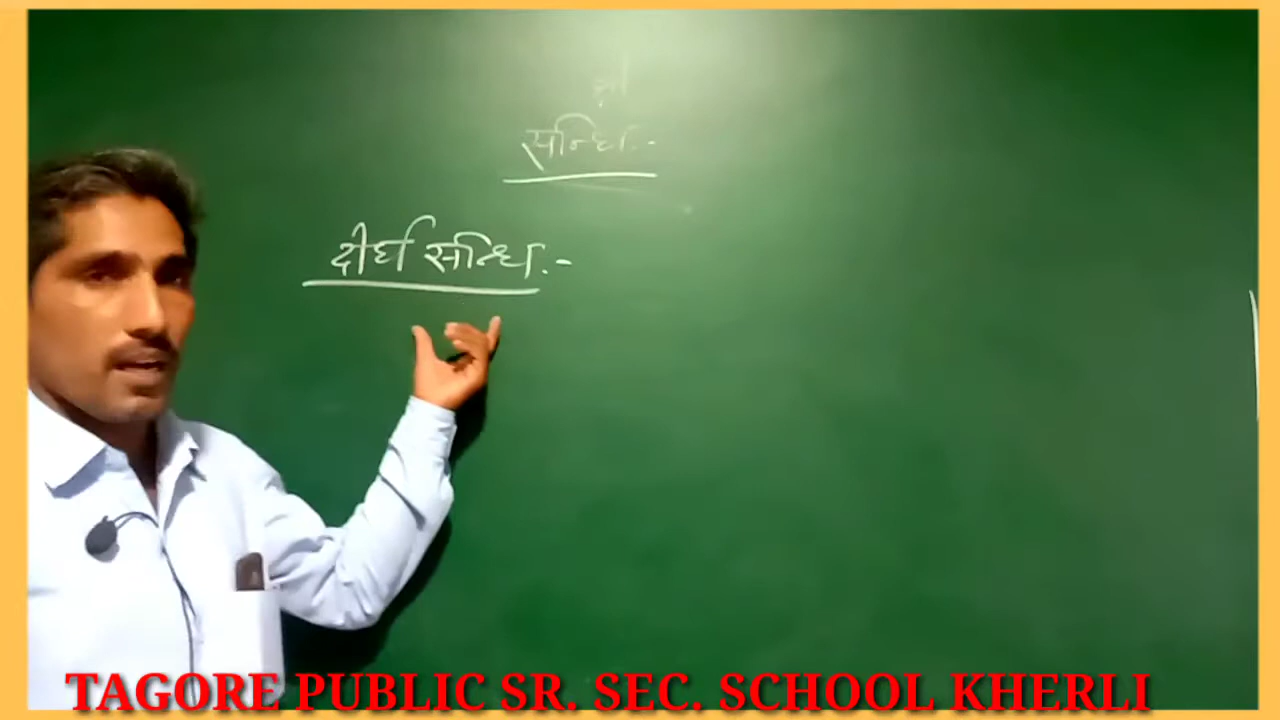 सन्धिः-
दीर्घ सन्धि:-
TAGORE PUBLIC SR. SEC. SCHOOL KHERLI